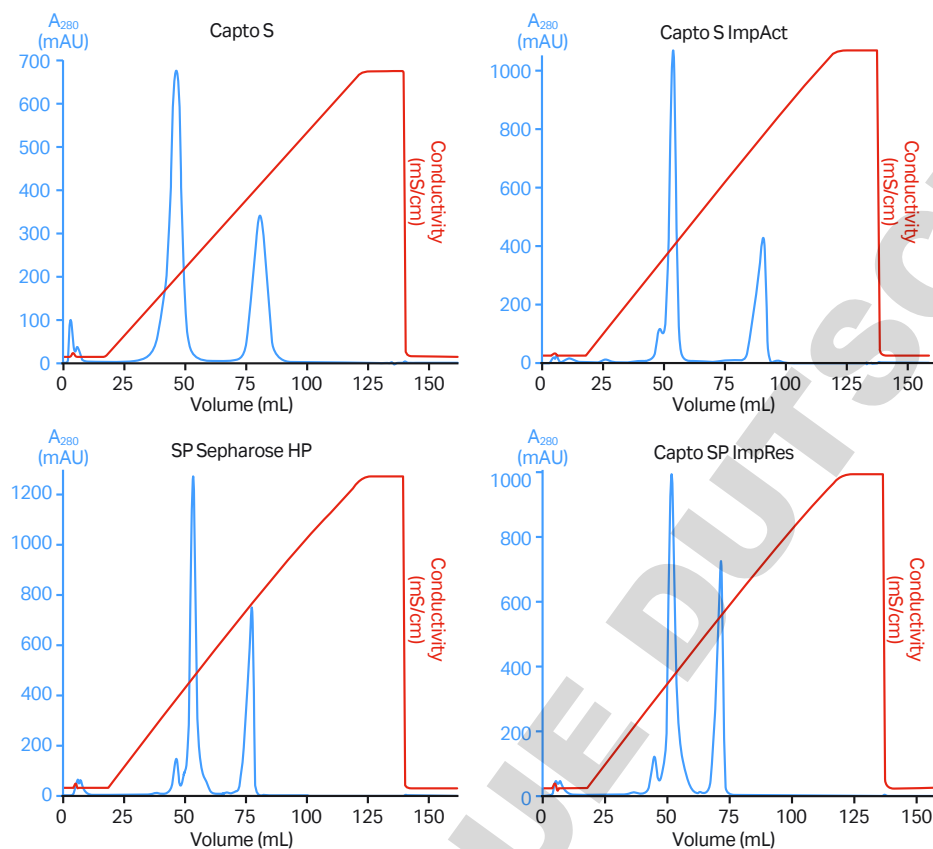 A280
(mAU)
Capto S
700
600
500
400
300
200
100
0
Conductivity
(mS/cm)
0 25 50 75 100 125 150
Volume (mL)
A280
(mAU)
Capto S ImpAct
1000
800
600
400
200
0
Conductivity
(mS/cm)
0 25 50 75 100 125 150
Volume (mL)
A280
(mAU)
SP Sepharose HP
1200
1000
800
600
400
200
0
Conductivity
(mS/cm)
0 25 50 75 100 125 150
Volume (mL)
A280
(mAU)
Capto SP ImpRes
1000
800
600
400
200
0
Conductivity
(mS/cm)
0 25 50 75 100 125 150
Volume (mL)
UE DUTSC